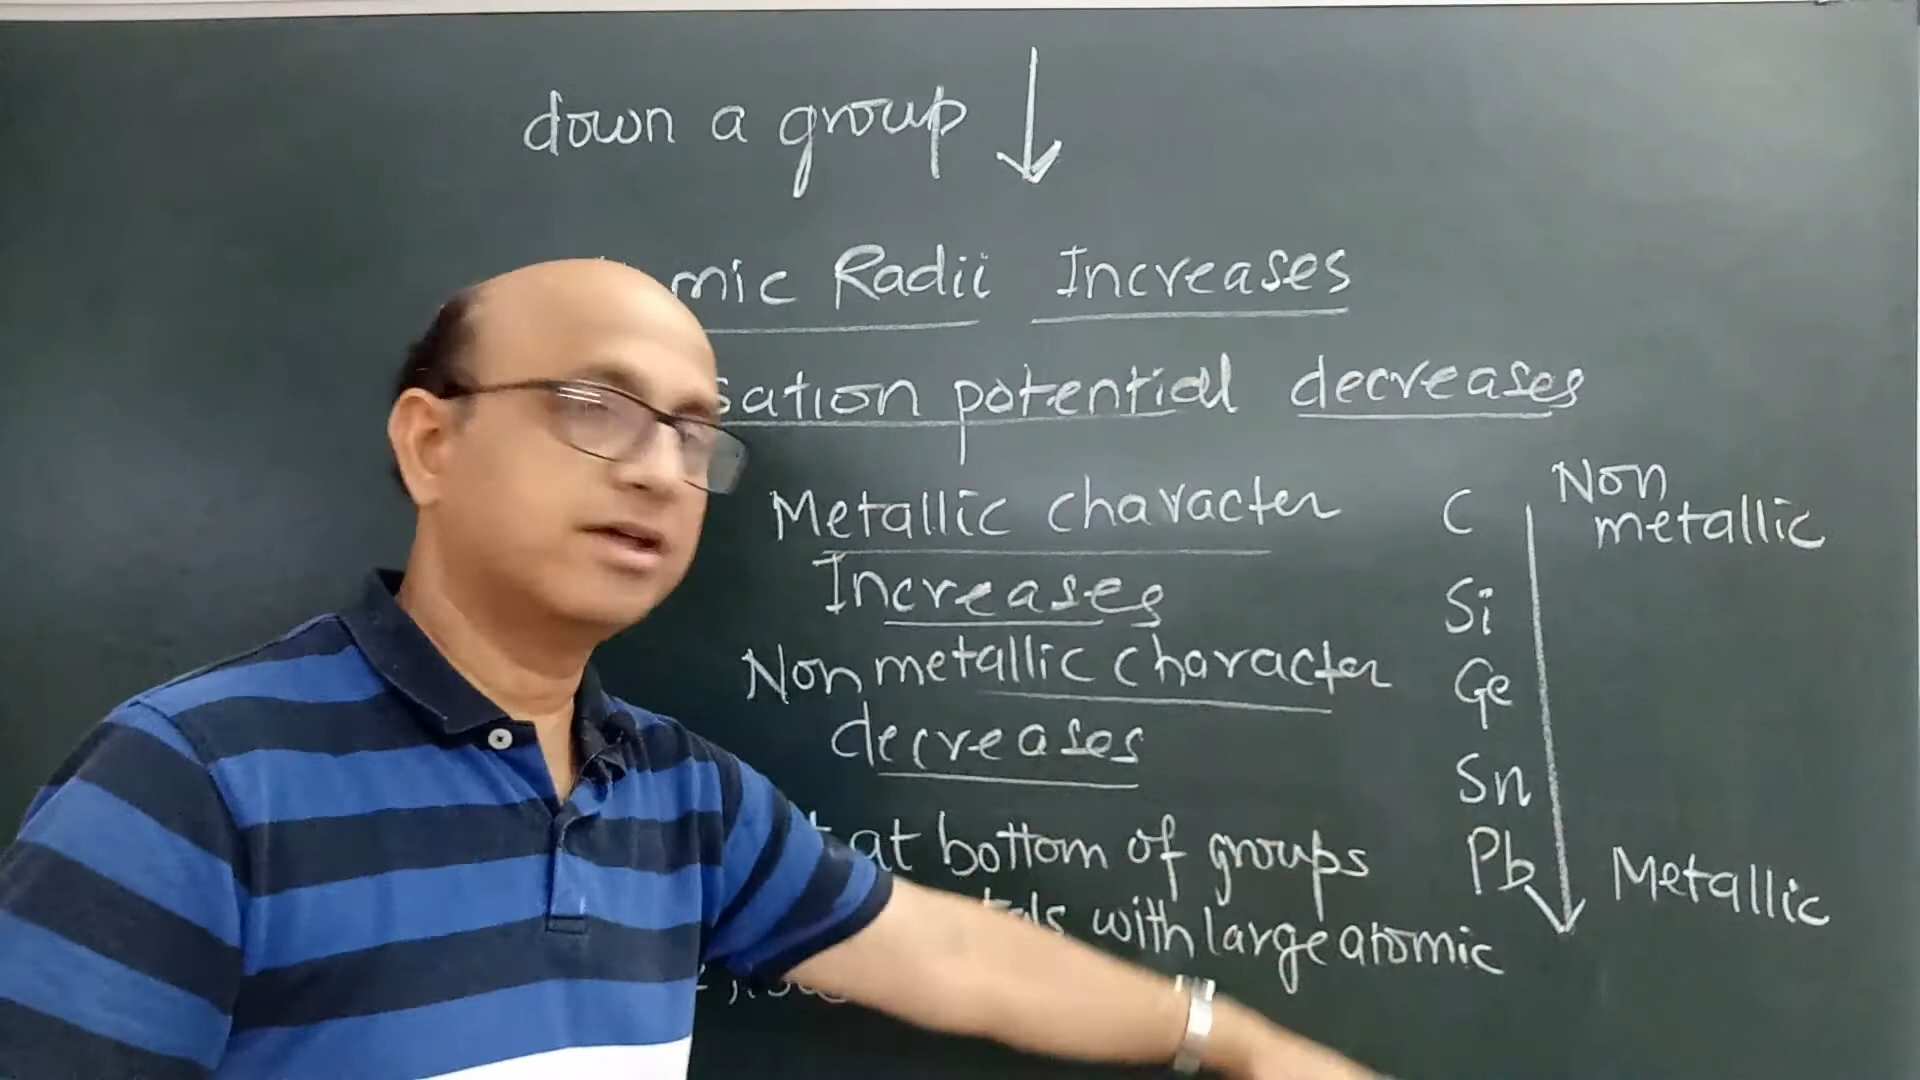 down a group
mic Radii Increases
sation potential decreases
Metallic character
Increases
Non metallic character
decreases
at bottom of groups
with large atomic
C
Si
Ge
Sn
Pb
Non
metallic
Metallic